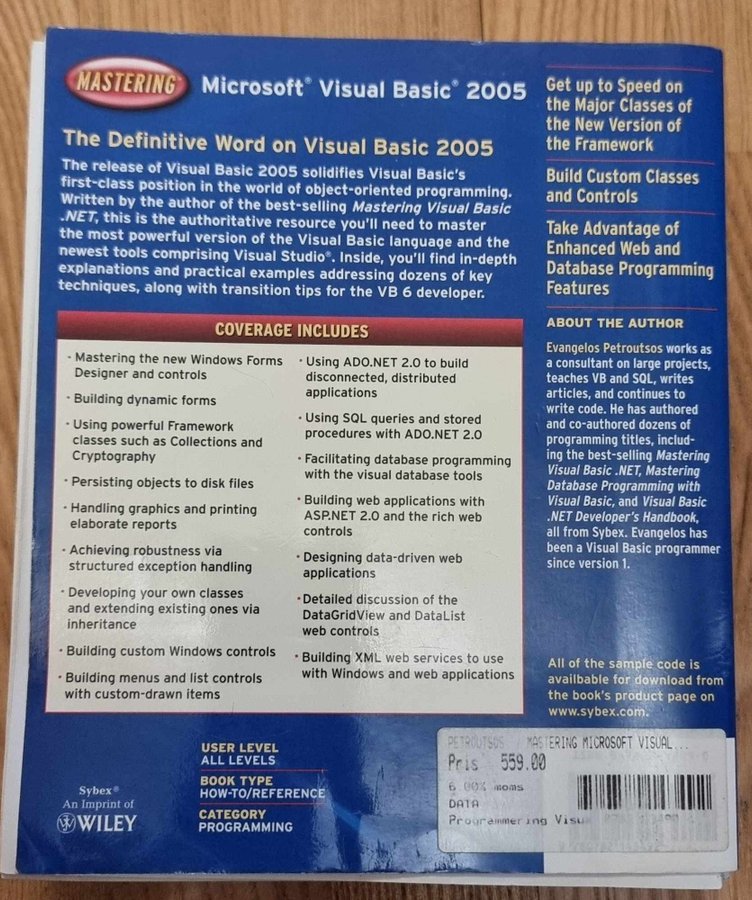 MASTERING™ Microsoft® Visual Basic® 2005
The Definitive Word on Visual Basic 2005
The release of Visual Basic 2005 solidifies Visual Basic's
first-class position in the world of object-oriented programming.
Written by the author of the best-selling Mastering Visual Basic
.NET, this is the authoritative resource you'll need to master
the most powerful version of the Visual Basic language and the
newest tools comprising Visual Studio®. Inside, you'll find in-depth
explanations and practical examples addressing dozens of key
techniques, along with transition tips for the VB 6 developer.
COVERAGE INCLUDES
· Mastering the new Windows Forms
Designer and controls
· Building dynamic forms
· Using powerful Framework
classes such as Collections and
Cryptography
· Persisting objects to disk files
· Handling graphics and printing
elaborate reports
· Achieving robustness via
structured exception handling
· Developing your own classes
and extending existing ones via
inheritance
· Building custom Windows controls
· Building menus and list controls
with custom-drawn items
· Using ADO.NET 2.0 to build
disconnected, distributed
applications
· Using SQL queries and stored
procedures with ADO.NET 2.0
· Facilitating database programming
with the visual database tools
· Building web applications with
ASP.NET 2.0 and the rich web
controls
· Designing data-driven web
applications
· Detailed discussion of the
DataGridView and DataList
web controls
· Building XML web services to use
with Windows and web applications
Get up to Speed on
the Major Classes of
the New Version of
the Framework
Build Custom Classes
and Controls
Take Advantage of
Enhanced Web and
Database Programming
Features
ABOUT THE AUTHOR
Evangelos Petroutsos works as
a consultant on large projects,
teaches VB and SQL, writes
articles, and continues to
write code. He has authored
and co-authored dozens of
programming titles, includ-
ing the best-selling Mastering
Visual Basic .NET, Mastering
Database Programming with
Visual Basic, and Visual Basic
.NET Developer's Handbook,
all from Sybex. Evangelos has
been a Visual Basic programmer
since version 1.
All of the sample code is
available for download from
the book's product page on
www.sybex.com.
USER LEVEL
ALL LEVELS
BOOK TYPE
HOW-TO/REFERENCE
CATEGORY
PROGRAMMING
Sybex®
An Imprint of
WILEY
PETROUTSOS / MASTERING MICROSOFT VISUAL...
Pris 559.00
6.00% moms
DATA
Programmering Visu